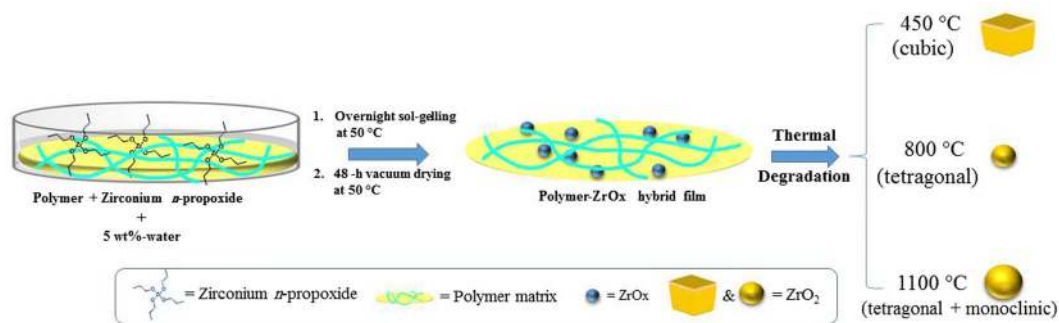 Polymer + Zirconium n-propoxide
+
5 wt%-water
1. Overnight sol-gelling
at 50 °C
2. 48 -h vacuum drying
at 50 °C
Polymer-ZrOx hybrid film
Thermal
Degradation
450 °C
(cubic)
800 °C
(tetragonal)
1100 °C
(tetragonal + monoclinic)
= Zirconium n-propoxide = Polymer matrix = ZrOx & = ZrO₂